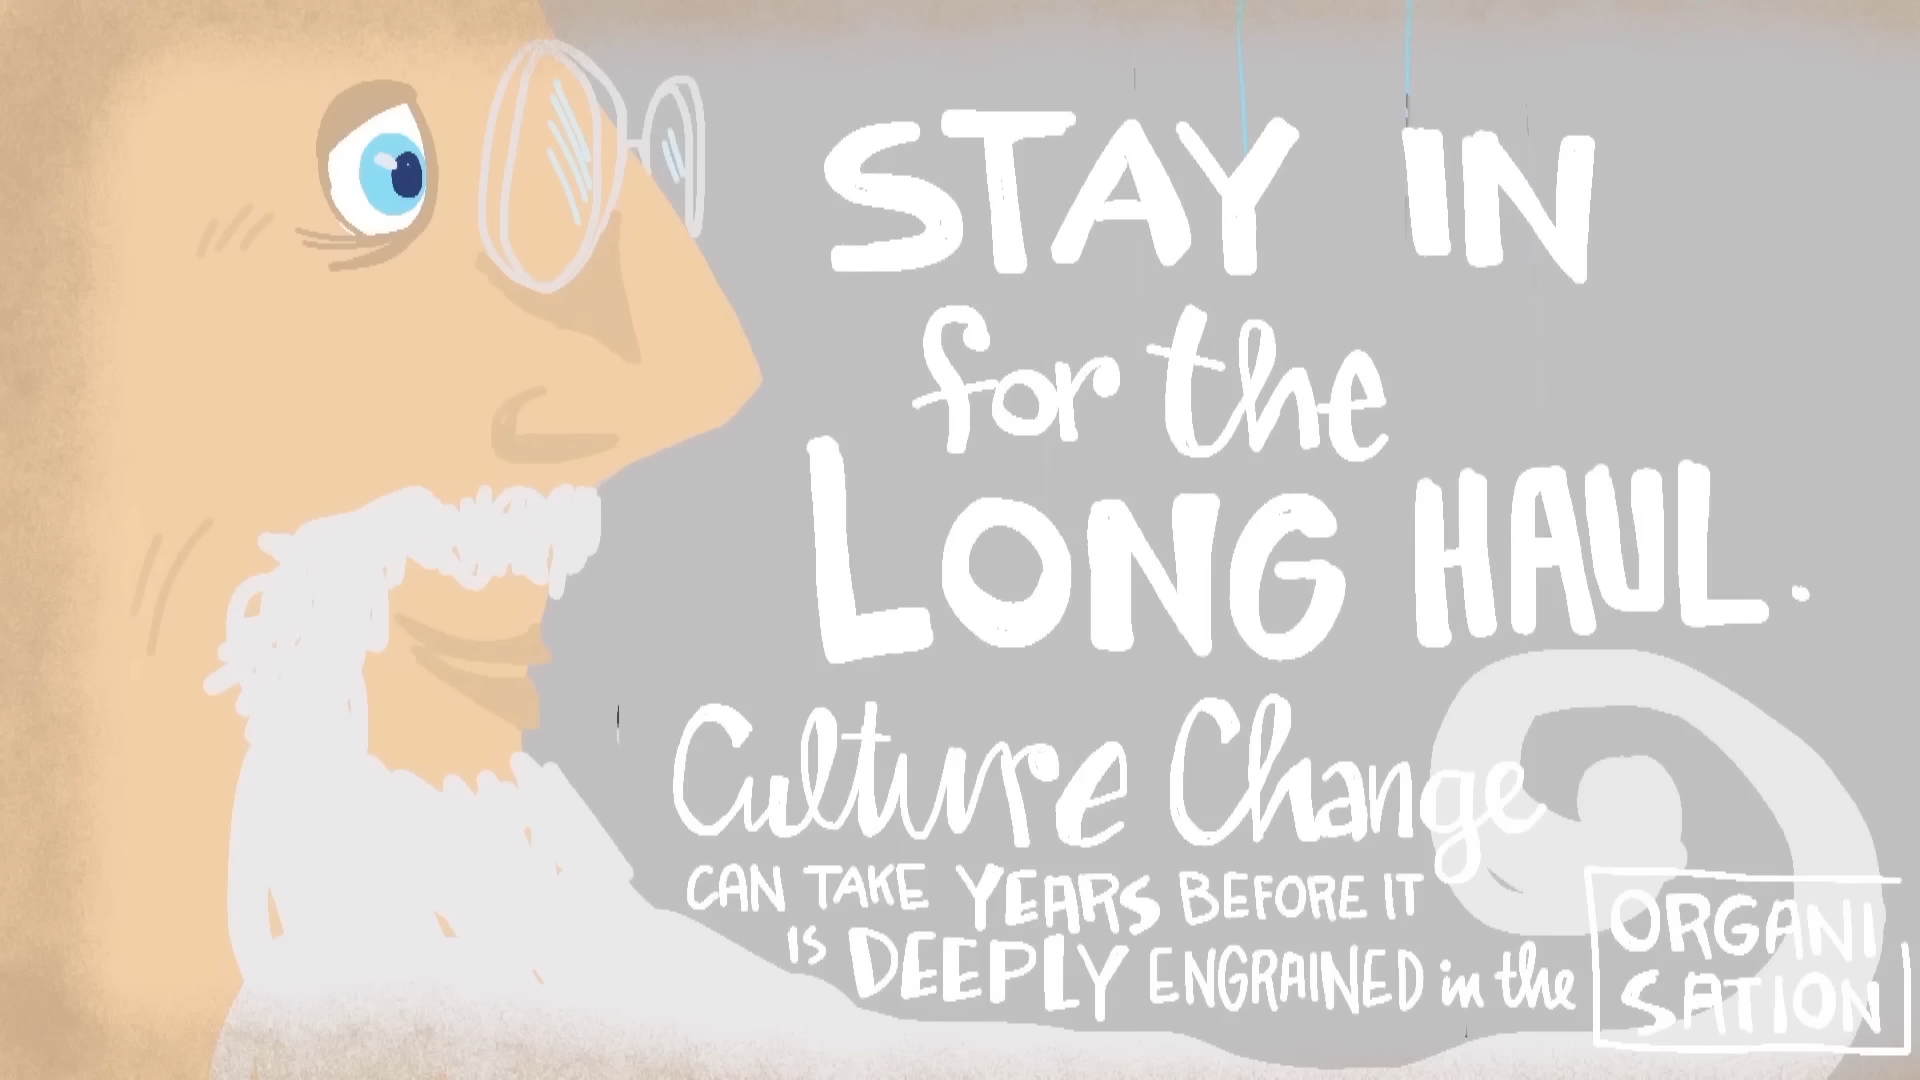 STAY IN
for the
LONG HAUL.
Culture Change
CAN TAKE YEARS BEFORE IT
IS DEEPLY ENGRAINED in the
ORGANI
SATION